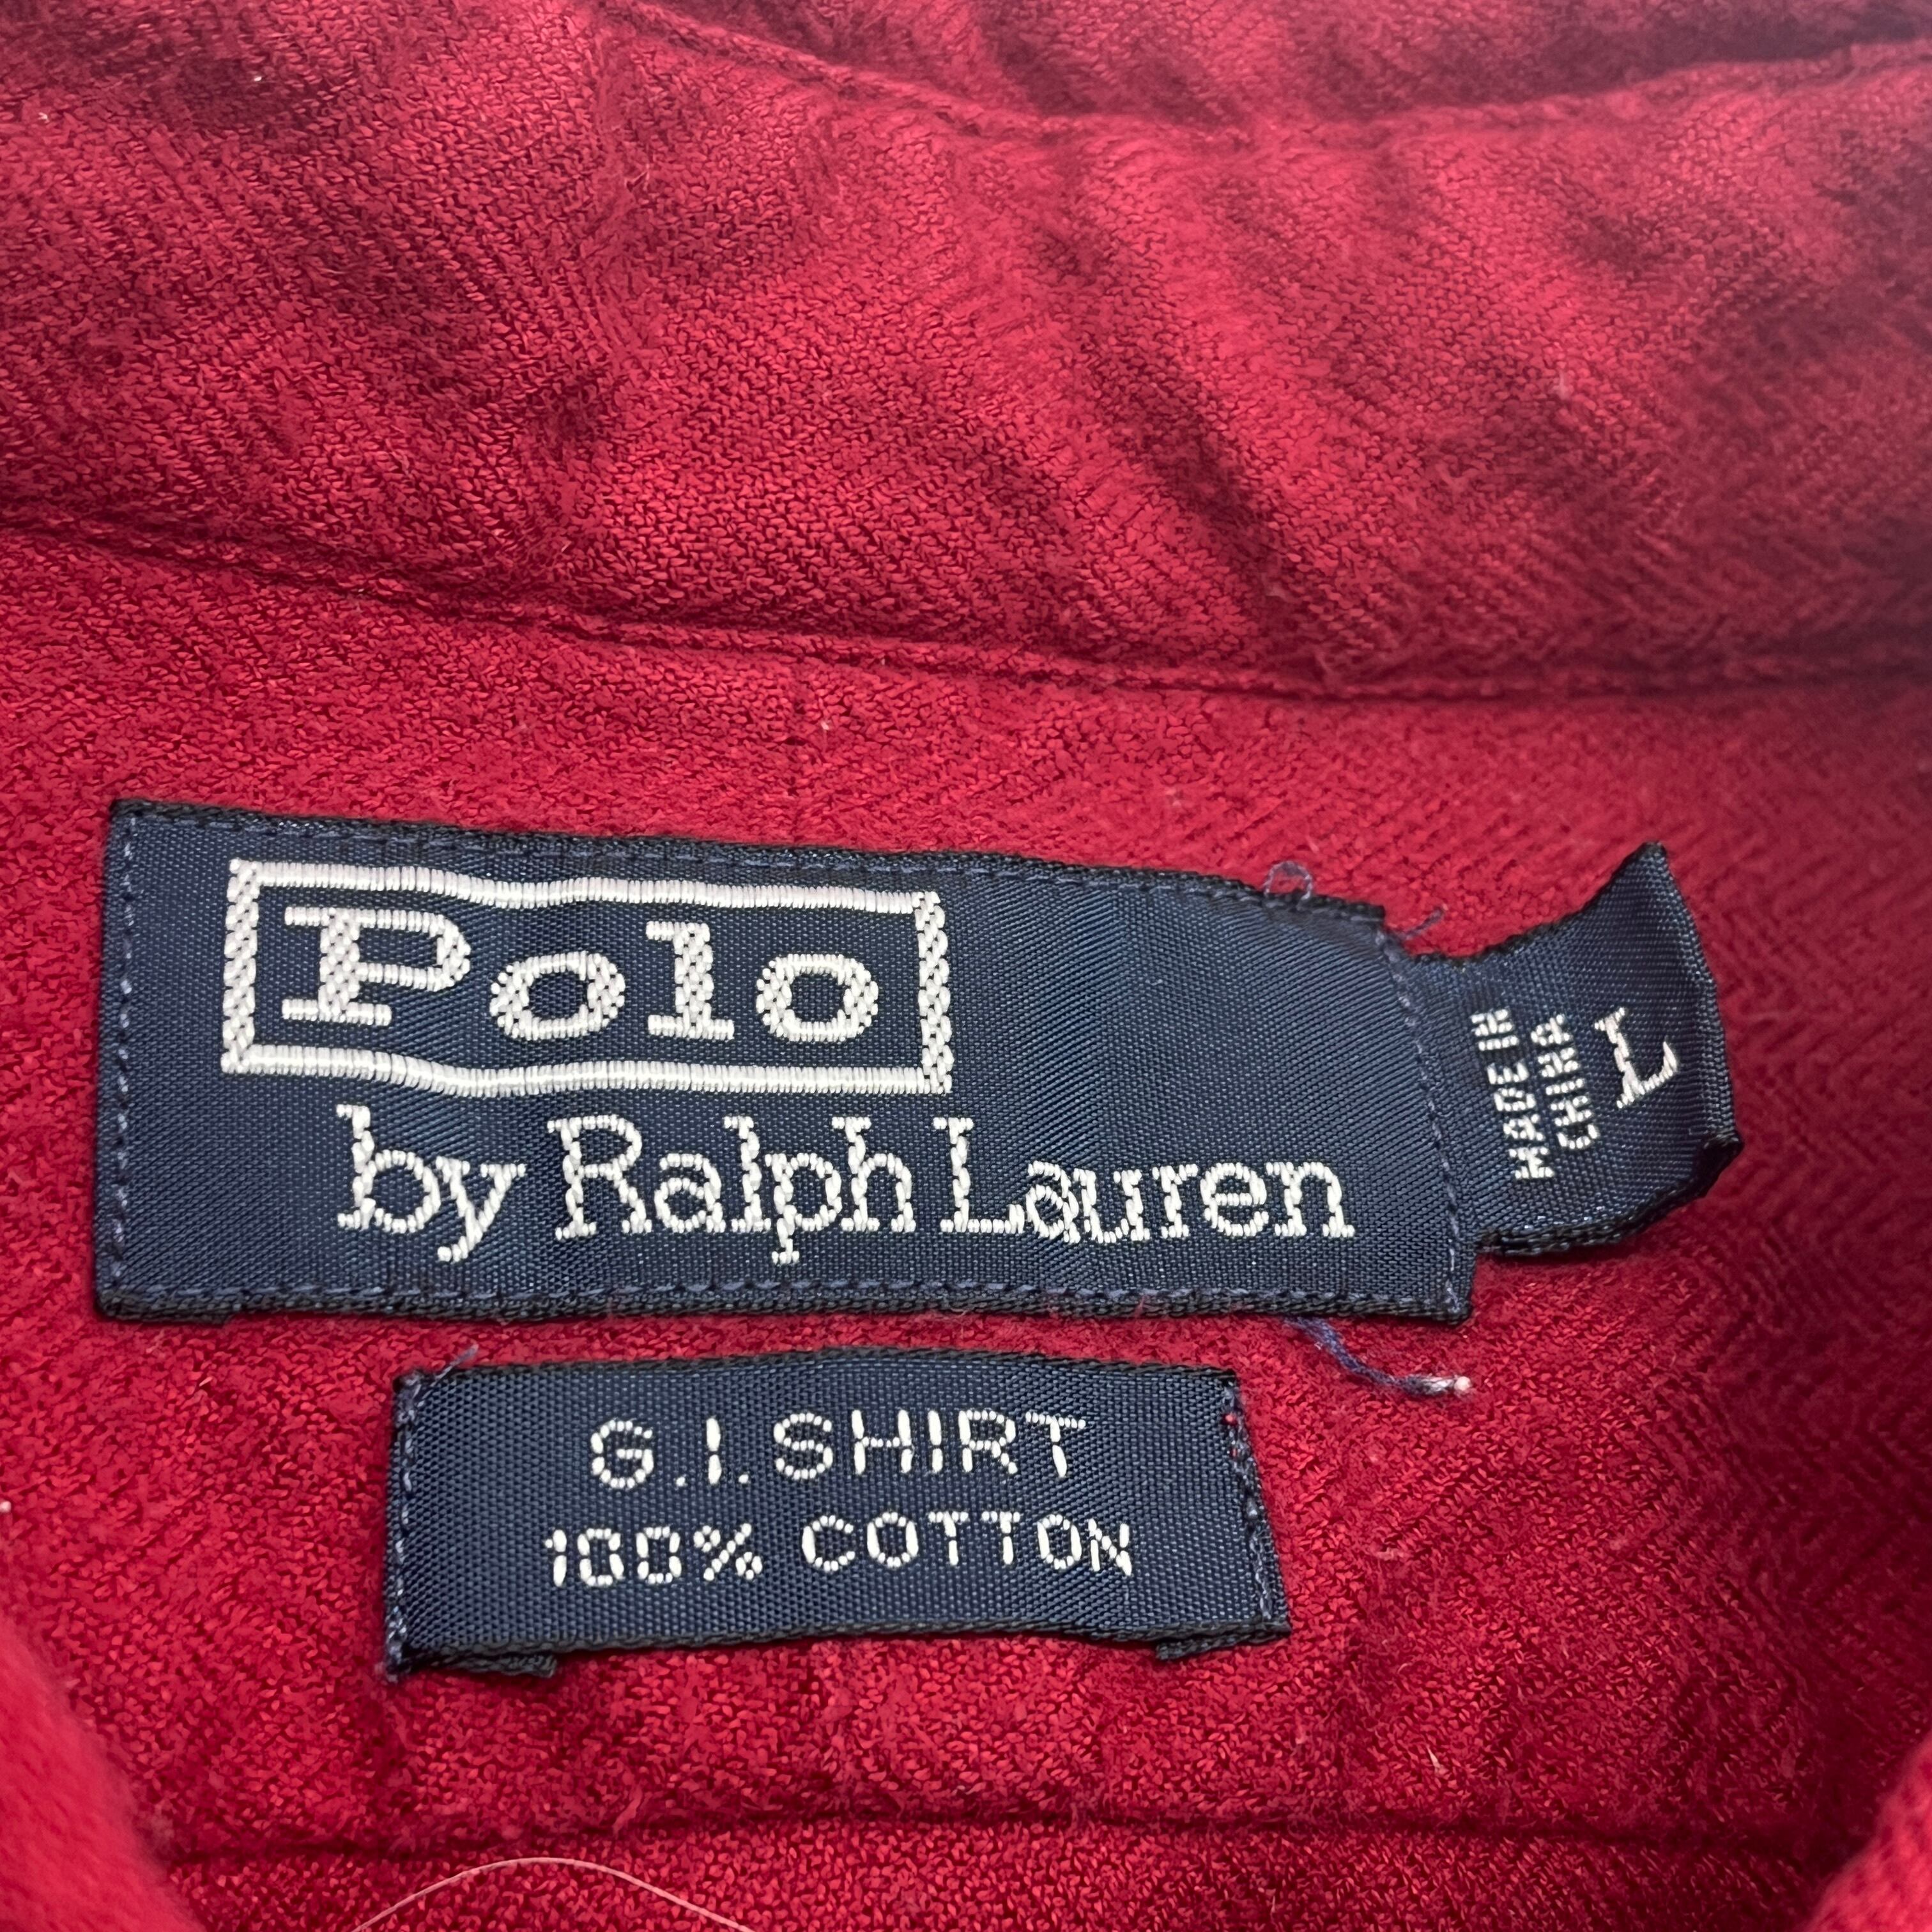 Polo
by Ralph Lauren
MADE IN
CHINA
L
G.I. SHIRT
100% COTTON